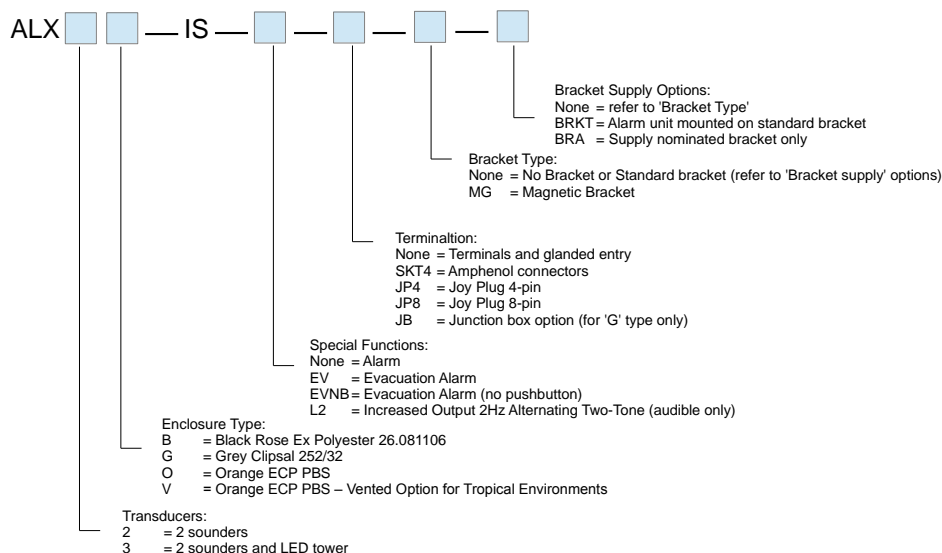 ALX — IS — — — —
Bracket Supply Options:
None = refer to 'Bracket Type'
BRKT = Alarm unit mounted on standard bracket
BRA = Supply nominated bracket only
Bracket Type:
None = No Bracket or Standard bracket (refer to 'Bracket supply' options)
MG = Magnetic Bracket
Terminaltion:
None = Terminals and glanded entry
SKT4 = Amphenol connectors
JP4 = Joy Plug 4-pin
JP8 = Joy Plug 8-pin
JB = Junction box option (for 'G' type only)
Special Functions:
None = Alarm
EV = Evacuation Alarm
EVNB = Evacuation Alarm (no pushbutton)
L2 = Increased Output 2Hz Alternating Two-Tone (audible only)
Enclosure Type:
B = Black Rose Ex Polyester 26.081106
G = Grey Clipsal 252/32
O = Orange ECP PBS
V = Orange ECP PBS – Vented Option for Tropical Environments
Transducers:
2 = 2 sounders
3 = 2 sounders and LED tower